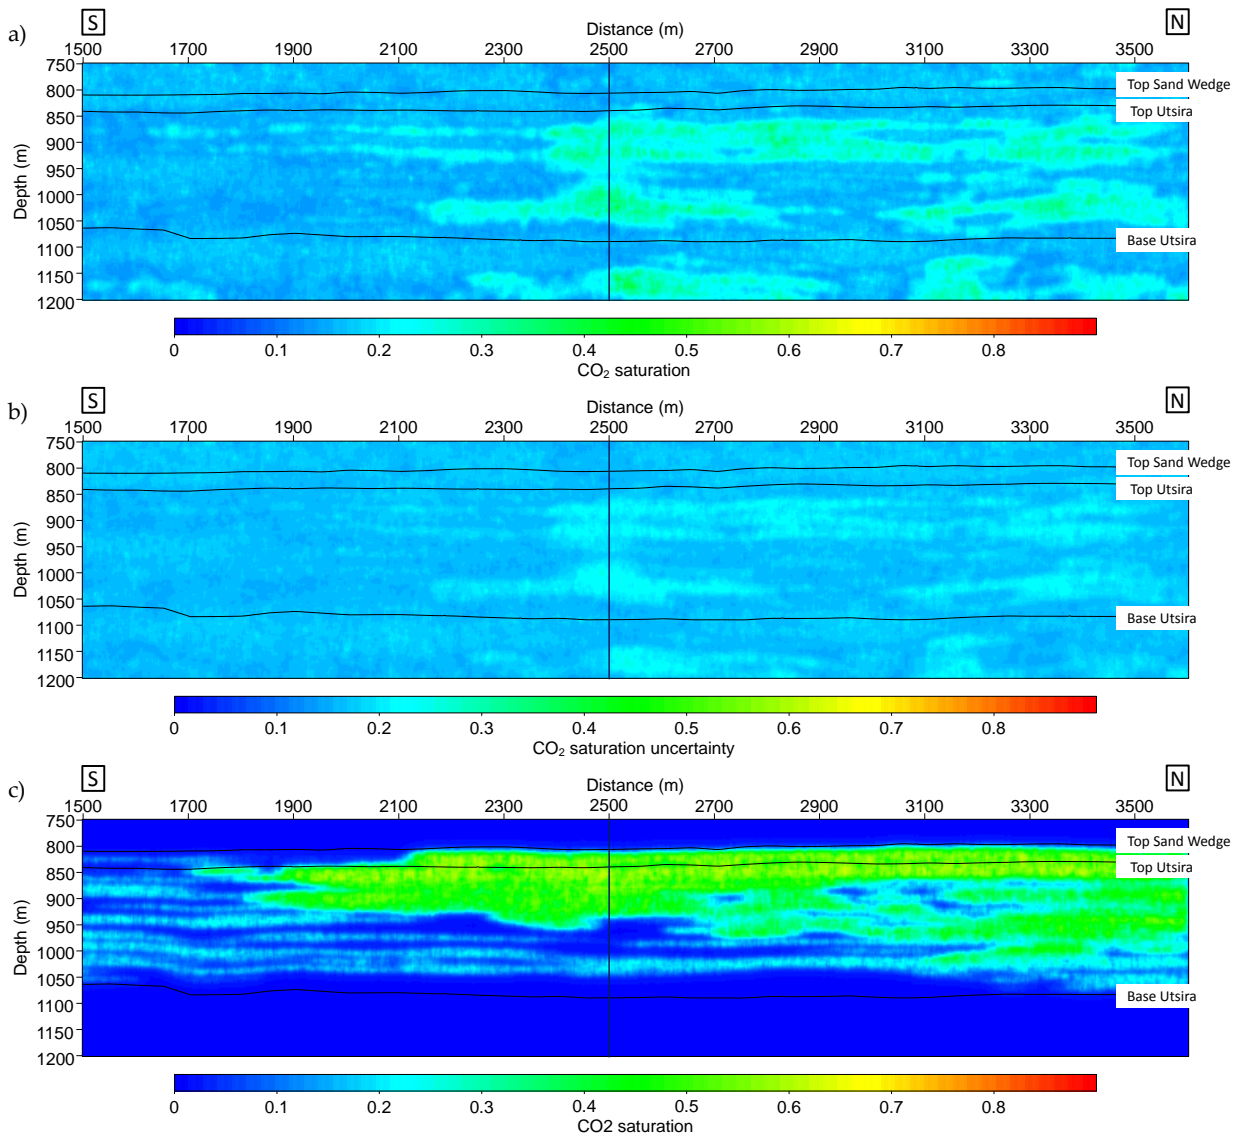 S N
a) Distance (m)
1500 1700 1900 2100 2300 2500 2700 2900 3100 3300 3500
750
800 Top Sand Wedge
850 Top Utsira
900
950
Depth (m)
1000
1050
1100 Base Utsira
1150
1200
0 0.1 0.2 0.3 0.4 0.5 0.6 0.7 0.8
CO₂ saturation
S N
b) Distance (m)
1500 1700 1900 2100 2300 2500 2700 2900 3100 3300 3500
750
800 Top Sand Wedge
850 Top Utsira
900
950
Depth (m)
1000
1050
1100 Base Utsira
1150
1200
0 0.1 0.2 0.3 0.4 0.5 0.6 0.7 0.8
CO₂ saturation uncertainty
S N
c) Distance (m)
1500 1700 1900 2100 2300 2500 2700 2900 3100 3300 3500
750
800 Top Sand Wedge
850 Top Utsira
900
950
Depth (m)
1000
1050
1100 Base Utsira
1150
1200
0 0.1 0.2 0.3 0.4 0.5 0.6 0.7 0.8
CO2 saturation